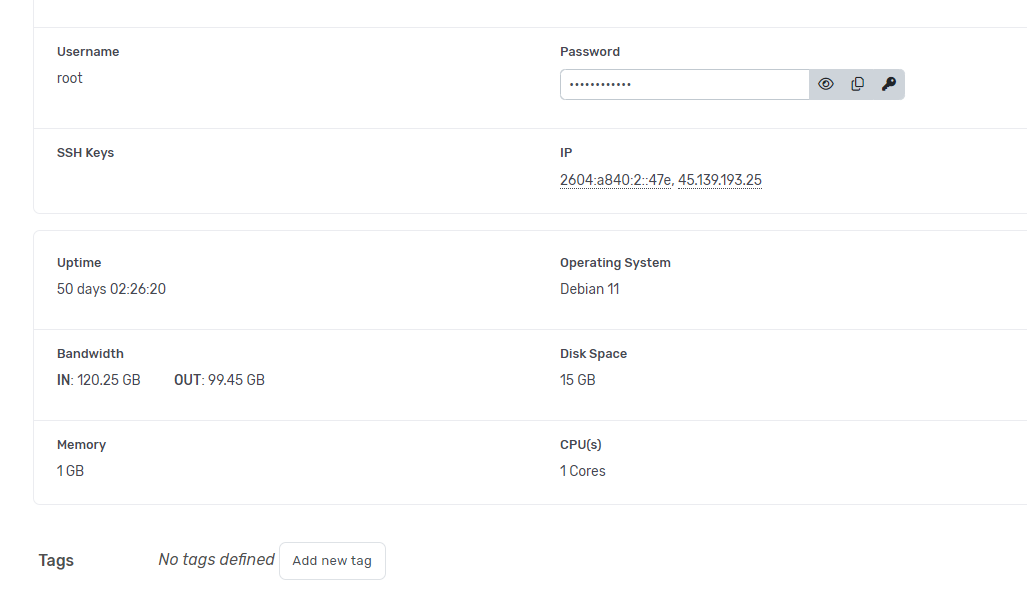 Username
Password
root
••••••••••••
SSH Keys
IP
2604:a840:2::47e, 45.139.193.25
Uptime
Operating System
50 days 02:26:20
Debian 11
Bandwidth
Disk Space
IN: 120.25 GB OUT: 99.45 GB
15 GB
Memory
CPU(s)
1 GB
1 Cores
Tags
No tags defined
Add new tag